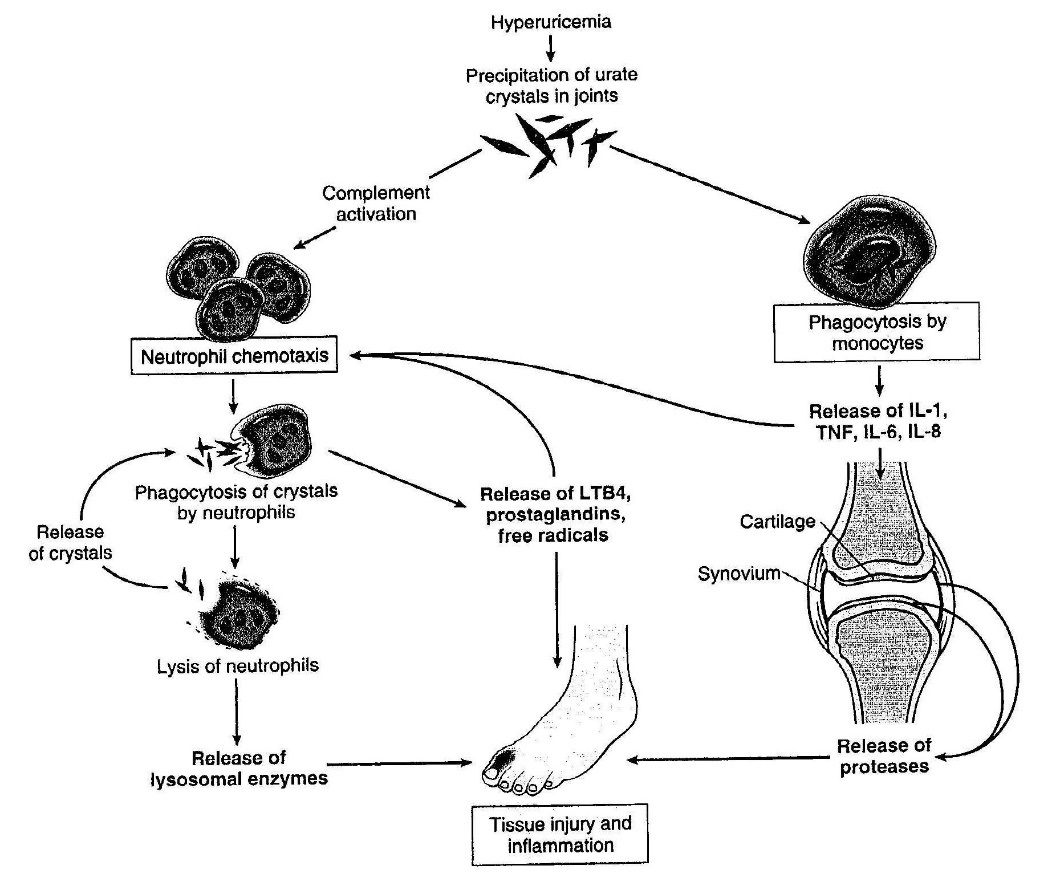 Hyperuricemia
Precipitation of urate
crystals in joints
Complement
activation
Neutrophil chemotaxis
Phagocytosis by
monocytes
Release of IL-1,
TNF, IL-6, IL-8
Phagocytosis of crystals
by neutrophils
Release
of crystals
Release of LTB4,
prostaglandins,
free radicals
Cartilage
Synovium
Lysis of neutrophils
Release of
lysosomal enzymes
Release of
proteases
Tissue injury and
inflammation